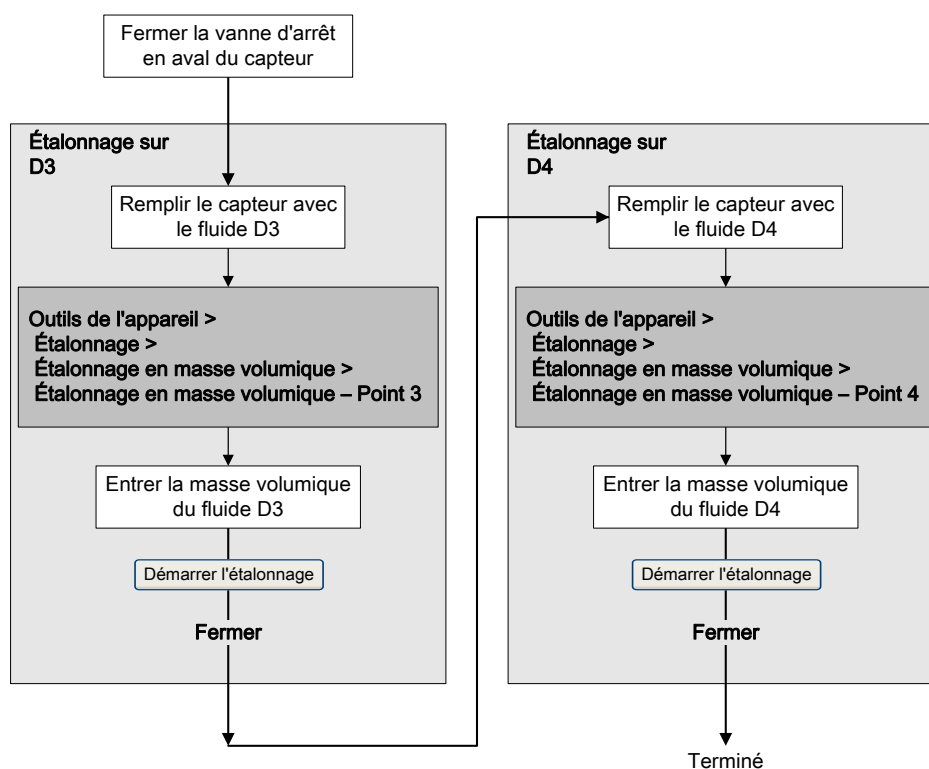 Fermer la vanne d'arrêt
en aval du capteur
Étalonnage sur
D3
Remplir le capteur avec
le fluide D3
Outils de l'appareil >
Étalonnage >
Étalonnage en masse volumique >
Étalonnage en masse volumique – Point 3
Entrer la masse volumique
du fluide D3
Démarrer l'étalonnage
Fermer
Étalonnage sur
D4
Remplir le capteur avec
le fluide D4
Outils de l'appareil >
Étalonnage >
Étalonnage en masse volumique >
Étalonnage en masse volumique – Point 4
Entrer la masse volumique
du fluide D4
Démarrer l'étalonnage
Fermer
Terminé